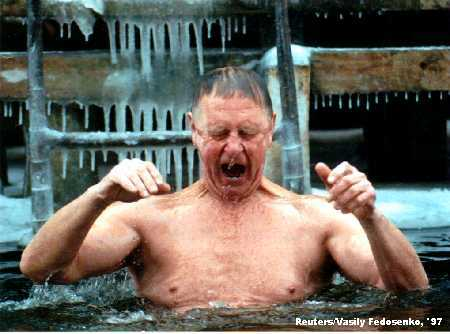 Reuters/Vasily Fedosenko, '97